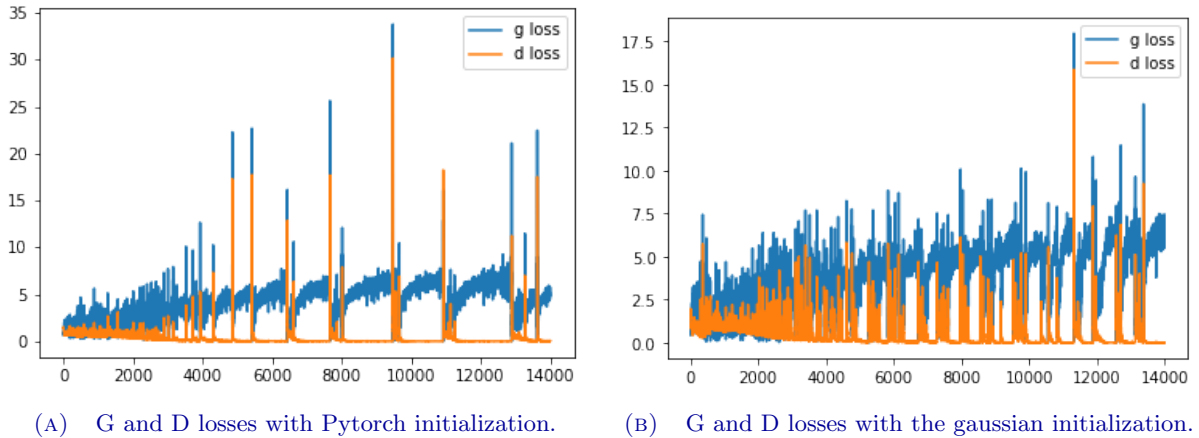 35
30
25
20
15
10
5
0
0 2000 4000 6000 8000 10000 12000 14000
g loss
d loss
(A) G and D losses with Pytorch initialization.
17.5
15.0
12.5
10.0
7.5
5.0
2.5
0.0
0 2000 4000 6000 8000 10000 12000 14000
g loss
d loss
(B) G and D losses with the gaussian initialization.